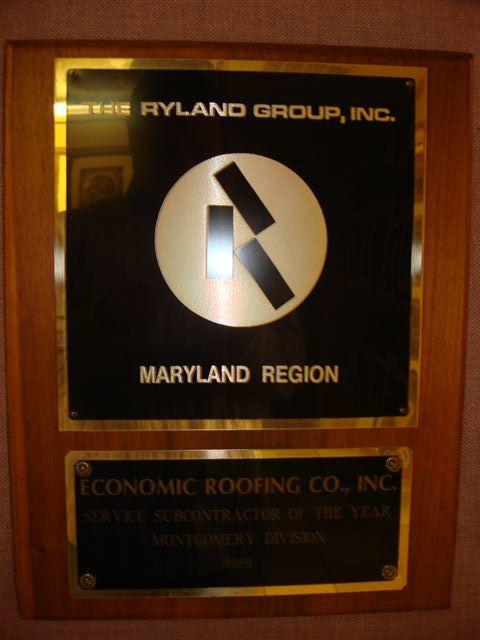 THE RYLAND GROUP, INC.
MARYLAND REGION
ECONOMIC ROOFING CO., INC.
SERVICE SUBCONTRACTOR OF THE YEAR
MONTGOMERY DIVISION
1989